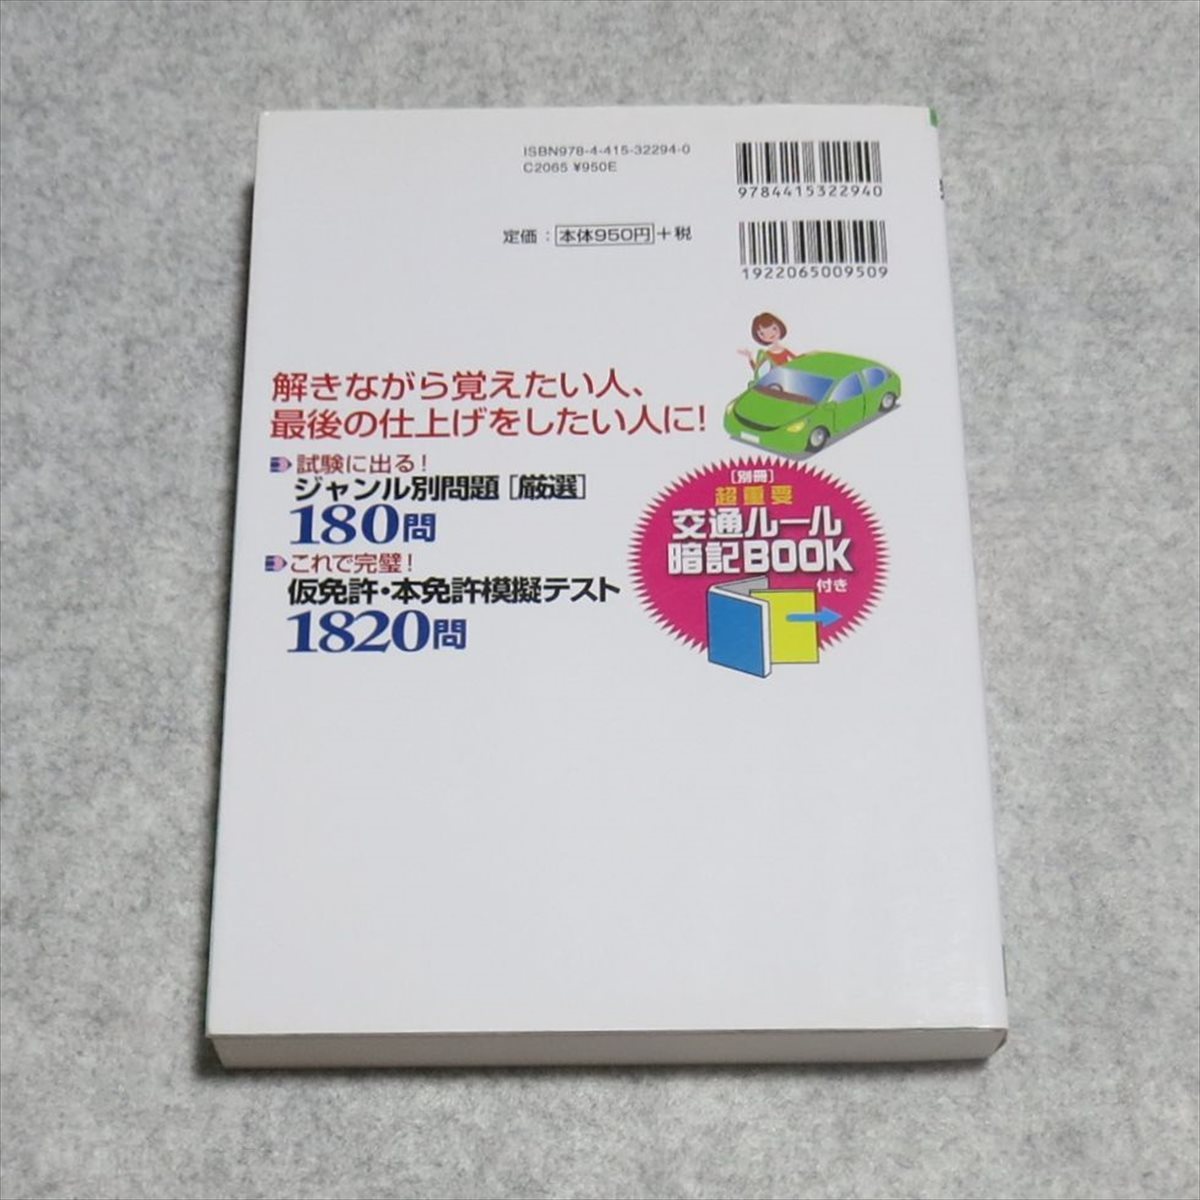 ISBN978-4-415-32294-0
C2065 ¥950E
9784415322940
定価：本体950円＋税
1922065009509
解きながら覚えたい人、
最後の仕上げをしたい人に!
試験に出る!
ジャンル別問題［厳選］
180問
これで完璧!
仮免許・本免許模擬テスト
1820問
［別冊］
超重要
交通ルール
暗記BOOK
付き